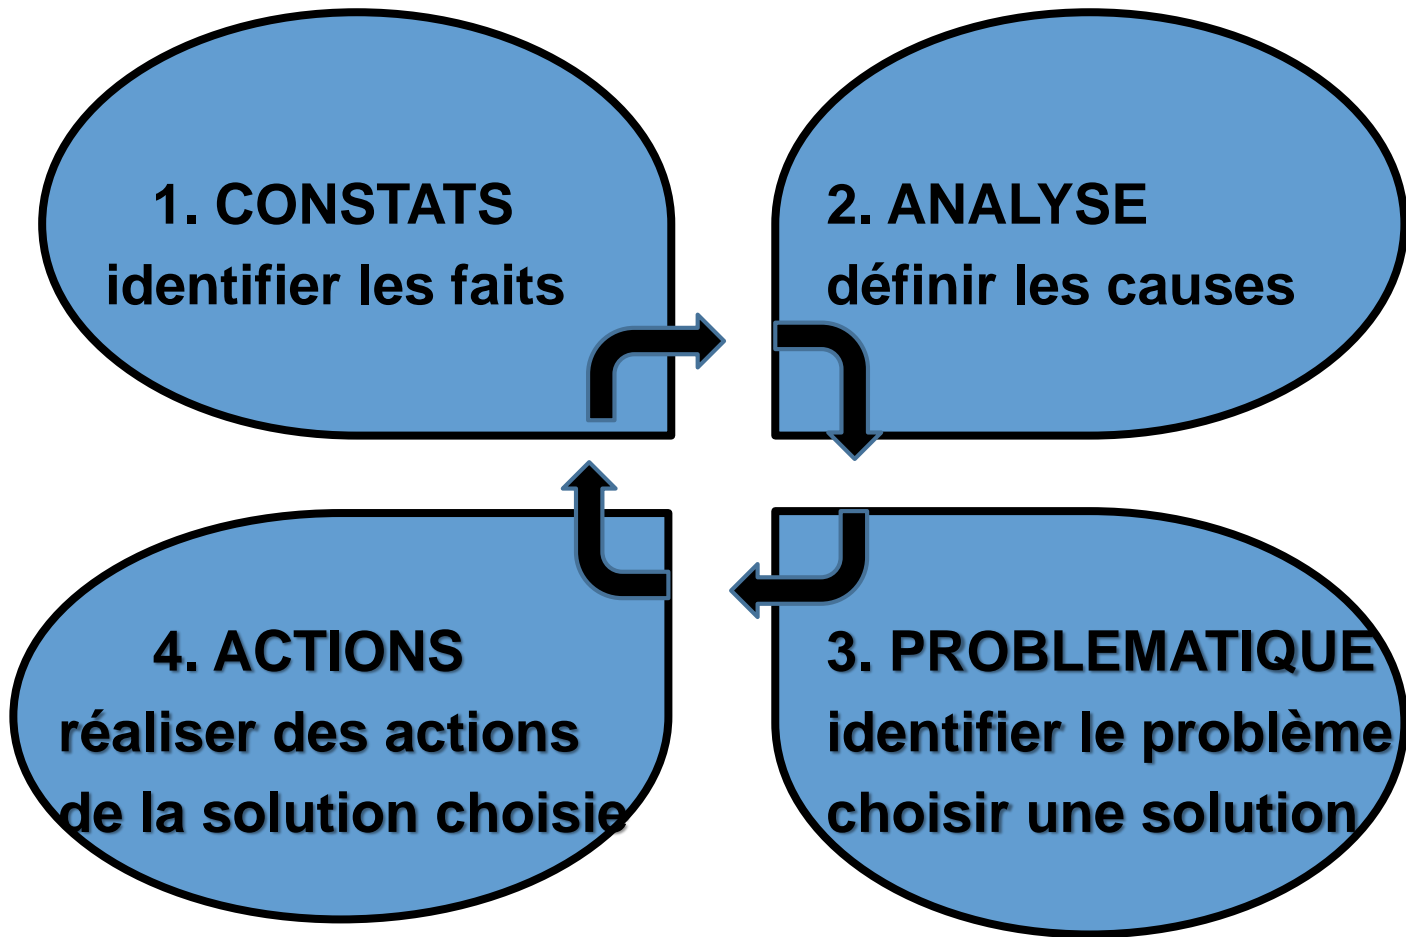 1. CONSTATS
identifier les faits
2. ANALYSE
définir les causes
3. PROBLEMATIQUE
identifier le problème
choisir une solution
4. ACTIONS
réaliser des actions
de la solution choisie